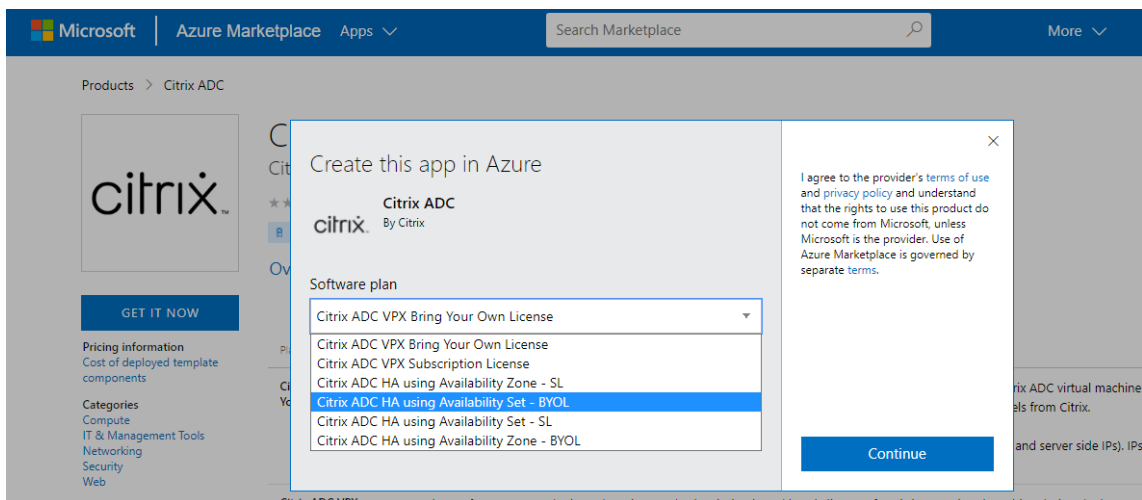 Microsoft Azure Marketplace Apps Search Marketplace More
Products > Citrix ADC
citrix™
C
Cit
Ov
GET IT NOW
Pricing information
Cost of deployed template
components
Categories
Compute
IT & Management Tools
Networking
Security
Web
Create this app in Azure
citrix.
Citrix ADC
By Citrix
Software plan
Citrix ADC VPX Bring Your Own License
Citrix ADC VPX Bring Your Own License
Citrix ADC VPX Subscription License
Citrix ADC HA using Availability Zone - SL
Citrix ADC HA using Availability Set - BYOL
Citrix ADC HA using Availability Set - SL
Citrix ADC HA using Availability Zone - BYOL
I agree to the provider's terms of use
and privacy policy and understand
that the rights to use this product do
not come from Microsoft, unless
Microsoft is the provider. Use of
Azure Marketplace is governed by
separate terms.
Continue
rix ADC virtual machine
els from Citrix.
and server side IPs). IPs